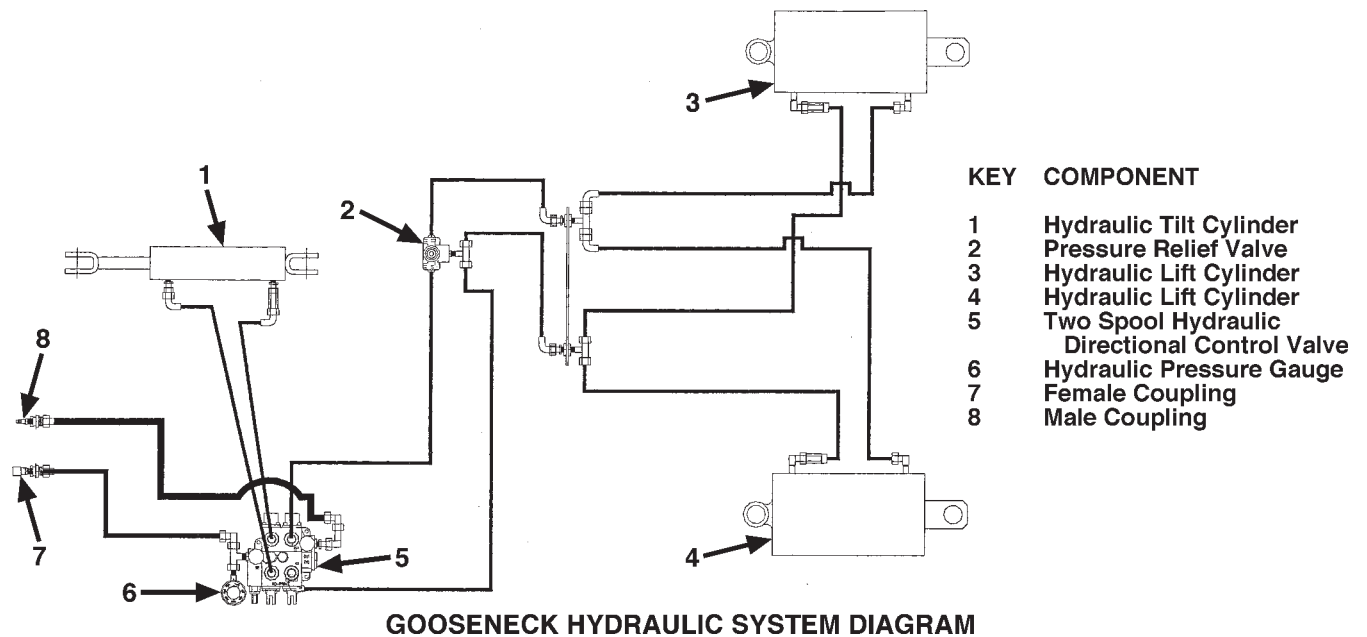 3
1
2
KEY COMPONENT
1 Hydraulic Tilt Cylinder
2 Pressure Relief Valve
3 Hydraulic Lift Cylinder
4 Hydraulic Lift Cylinder
5 Two Spool Hydraulic
Directional Control Valve
6 Hydraulic Pressure Gauge
7 Female Coupling
8 Male Coupling
8
7
5
4
6
GOOSENECK HYDRAULIC SYSTEM DIAGRAM